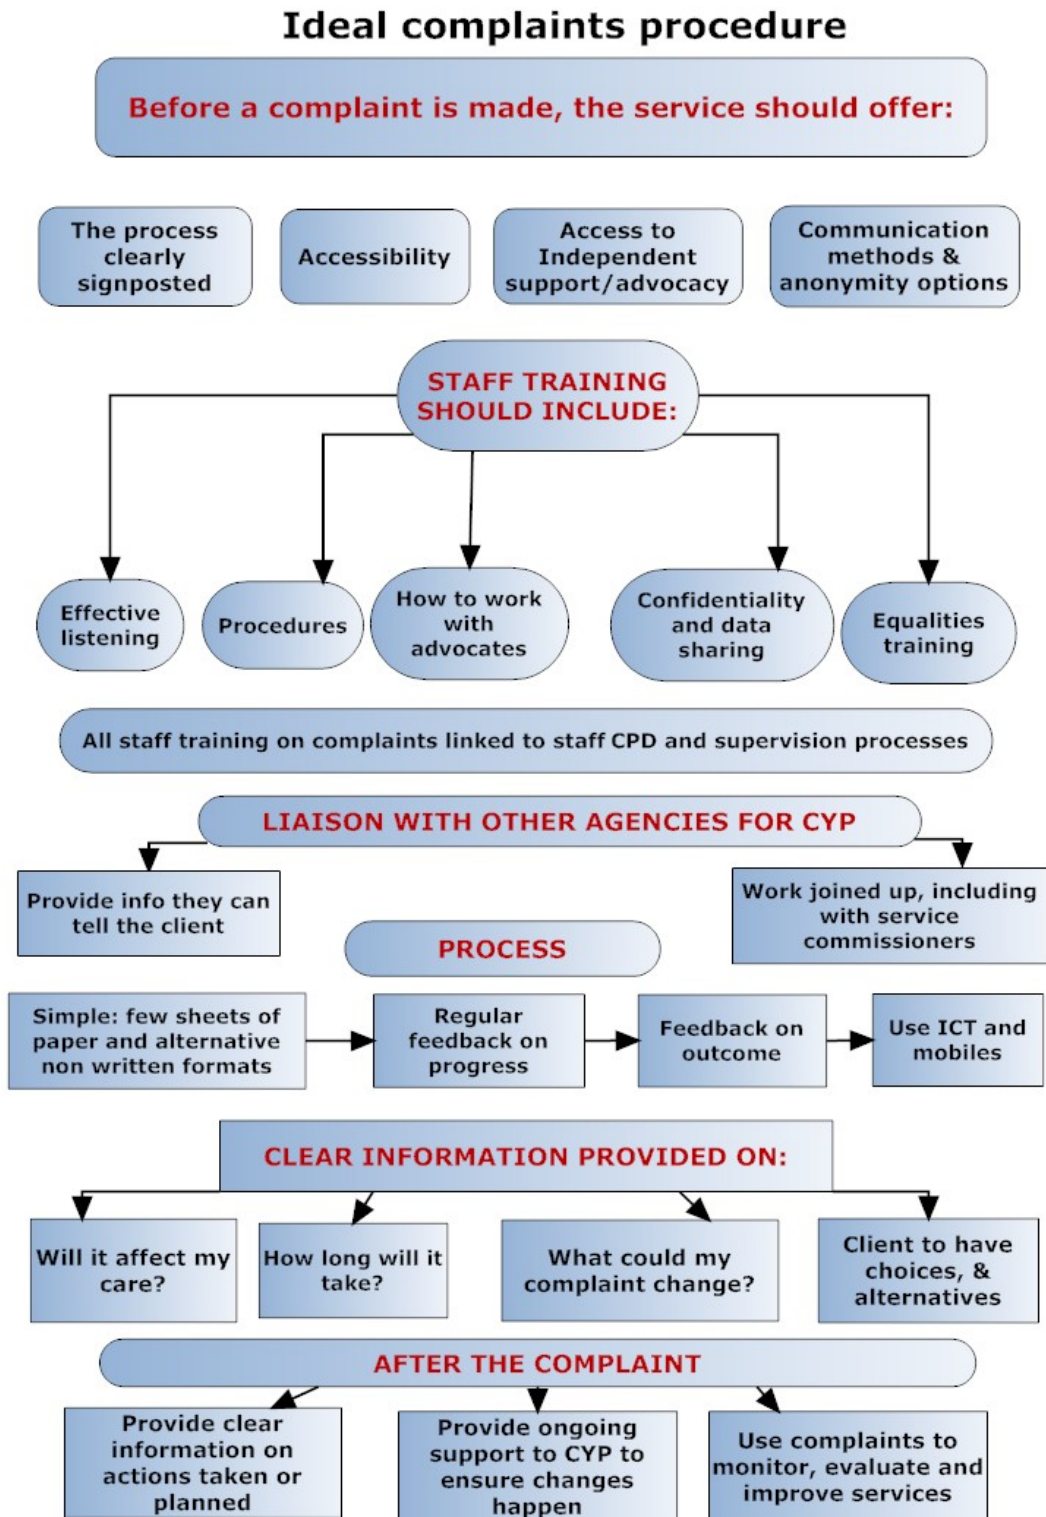 Ideal complaints procedure
Before a complaint is made, the service should offer:
The process
clearly
signposted
Accessibility
Access to
Independent
support/advocacy
Communication
methods &
anonymity options
STAFF TRAINING
SHOULD INCLUDE:
Effective
listening
Procedures
How to work
with
advocates
Confidentiality
and data
sharing
Equalities
training
All staff training on complaints linked to staff CPD and supervision processes
LIAISON WITH OTHER AGENCIES FOR CYP
Provide info they can
tell the client
Work joined up, including
with service
commissioners
PROCESS
Simple: few sheets of
paper and alternative
non written formats
Regular
feedback on
progress
Feedback on
outcome
Use ICT and
mobiles
CLEAR INFORMATION PROVIDED ON:
Will it affect my
care?
How long will it
take?
What could my
complaint change?
Client to have
choices, &
alternatives
AFTER THE COMPLAINT
Provide clear
information on
actions taken or
planned
Provide ongoing
support to CYP to
ensure changes
happen
Use complaints to
monitor, evaluate and
improve services